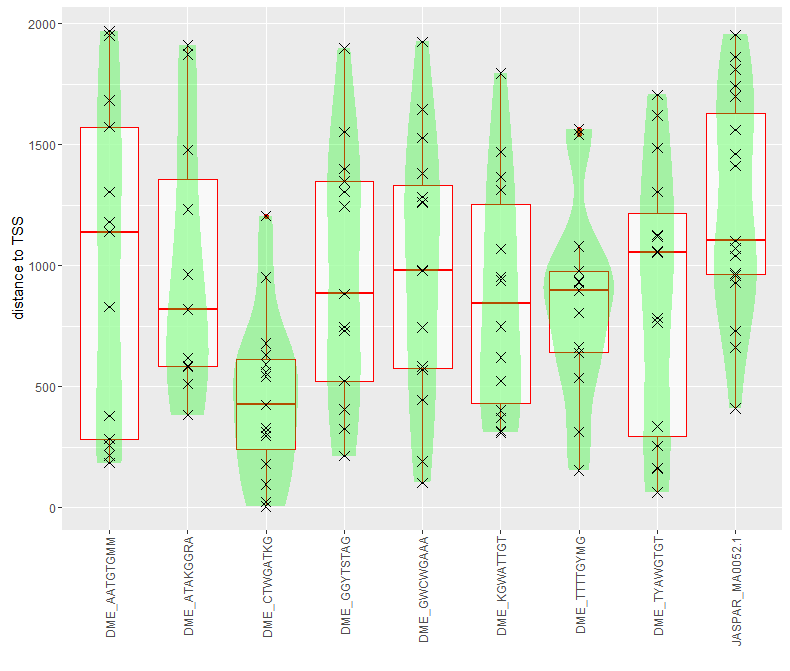 2000
1500
1000
500
0
distance to TSS
DME_AATGTGMM
DME_ATAKGGRA
DME_CTWGATKG
DME_GGYTSTAG
DME_GWCWGAAA
DME_KGWATTGT
DME_TTTTGYMG
DME_TYAWGTGT
JASPAR_MA0052.1